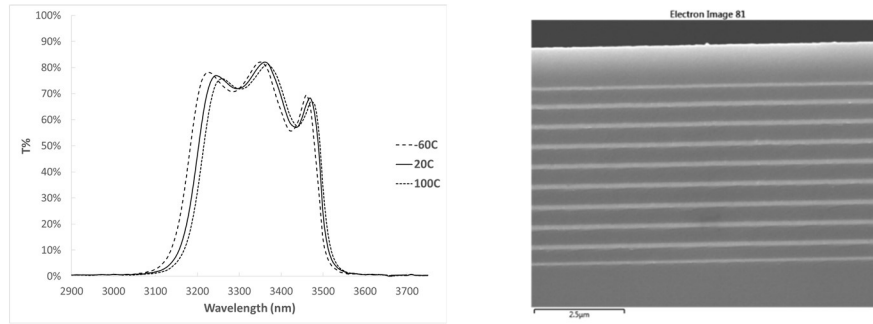 100%
90%
80%
70%
60%
50%
40%
30%
20%
10%
0%
T%
2900 3000 3100 3200 3300 3400 3500 3600 3700
Wavelength (nm)
-60C
20C
100C
Electron Image 81
2.5µm